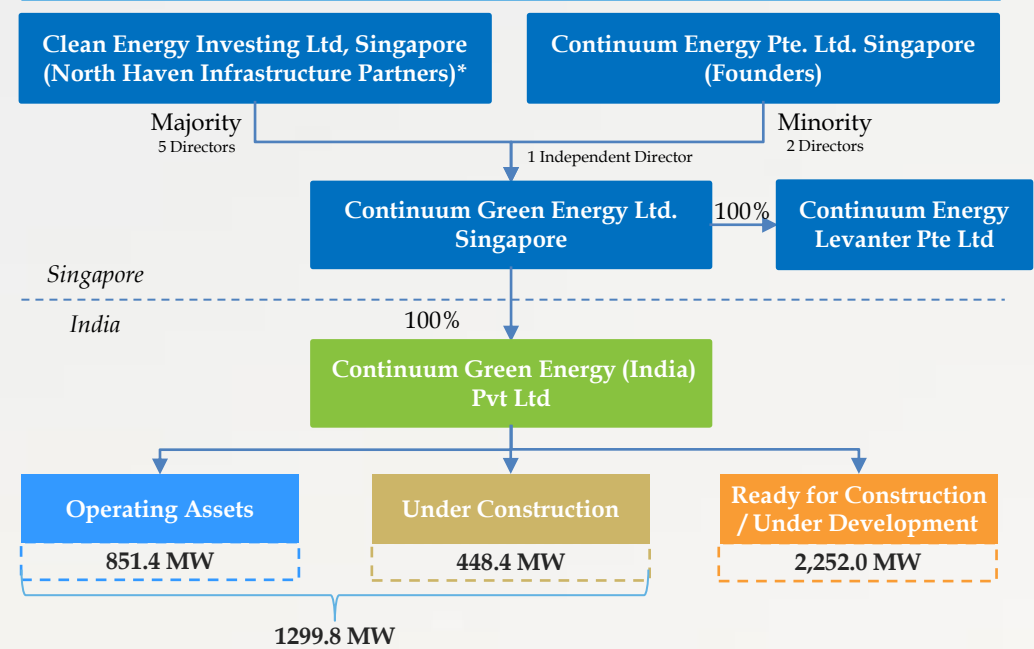 Clean Energy Investing Ltd, Singapore
(North Haven Infrastructure Partners)*
Continuum Energy Pte. Ltd. Singapore
(Founders)
Majority
5 Directors
Minority
2 Directors
1 Independent Director
Continuum Green Energy Ltd.
Singapore
100%
Continuum Energy
Levanter Pte Ltd
Singapore
India
100%
Continuum Green Energy (India)
Pvt Ltd
Operating Assets
851.4 MW
Under Construction
448.4 MW
Ready for Construction
/ Under Development
2,252.0 MW
1299.8 MW